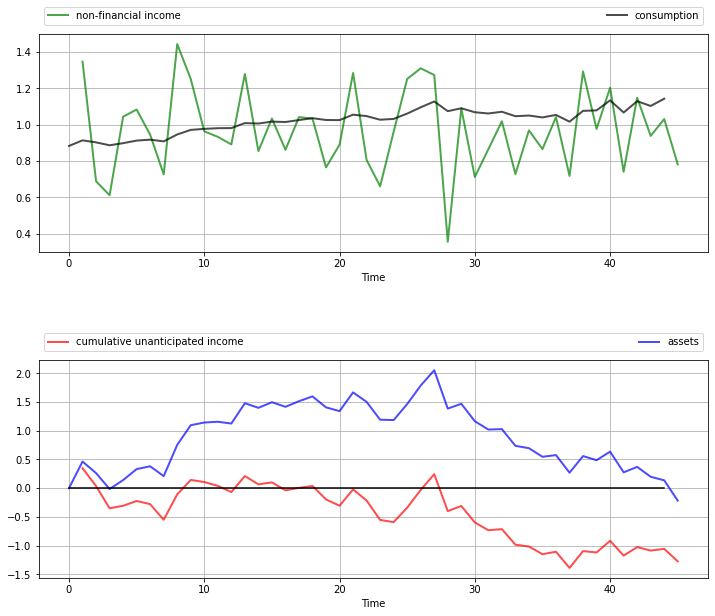 non-financial income consumption
1.4
1.2
1.0
0.8
0.6
0.4
0 10 20 30 40
Time
cumulative unanticipated income assets
2.0
1.5
1.0
0.5
0.0
−0.5
−1.0
−1.5
0 10 20 30 40
Time